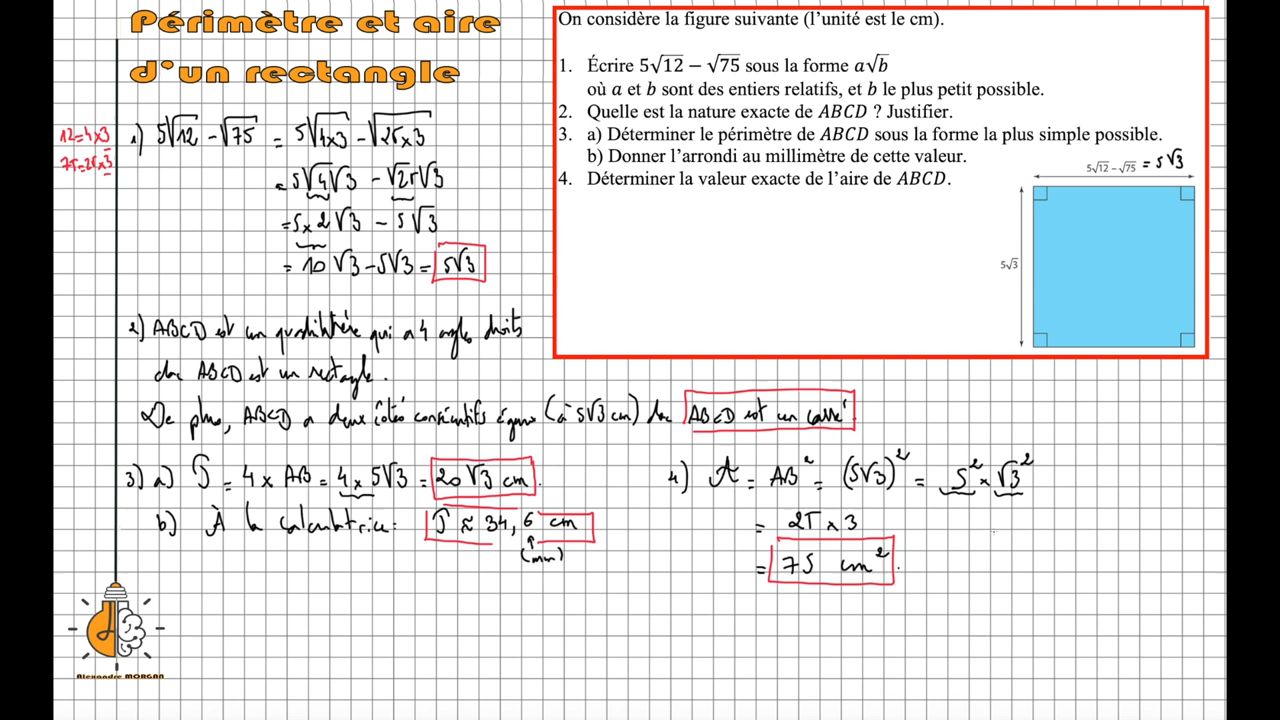 Périmètre et aire
d'un rectangle
On considère la figure suivante (l'unité est le cm).
1. Écrire 5√12 − √75 sous la forme a√b
où a et b sont des entiers relatifs, et b le plus petit possible.
2. Quelle est la nature exacte de ABCD ? Justifier.
3. a) Déterminer le périmètre de ABCD sous la forme la plus simple possible.
b) Donner l'arrondi au millimètre de cette valeur.
4. Déterminer la valeur exacte de l'aire de ABCD.
5√12 − √75 = 5√3
5√3
12=4×3
75=25×3
1) 5√12 − √75 = 5√4×3 − √25×3
= 5√4√3 − √25√3
= 5×2√3 − 5√3
= 10√3 − 5√3 = 5√3
2) ABCD est un quadrilatère qui a 4 angles droits
donc ABCD est un rectangle.
De plus, ABCD a deux côtés consécutifs égaux (à 5√3 cm) donc ABCD est un carré
3) a) P = 4 × AB = 4 × 5√3 = 20√3 cm.
b) À la calculatrice : P ≈ 34,6 cm
(mm)
4) A = AB² = (5√3)² = 5² × √3²
= 25 × 3
= 75 cm².
Alexandre MORGAN